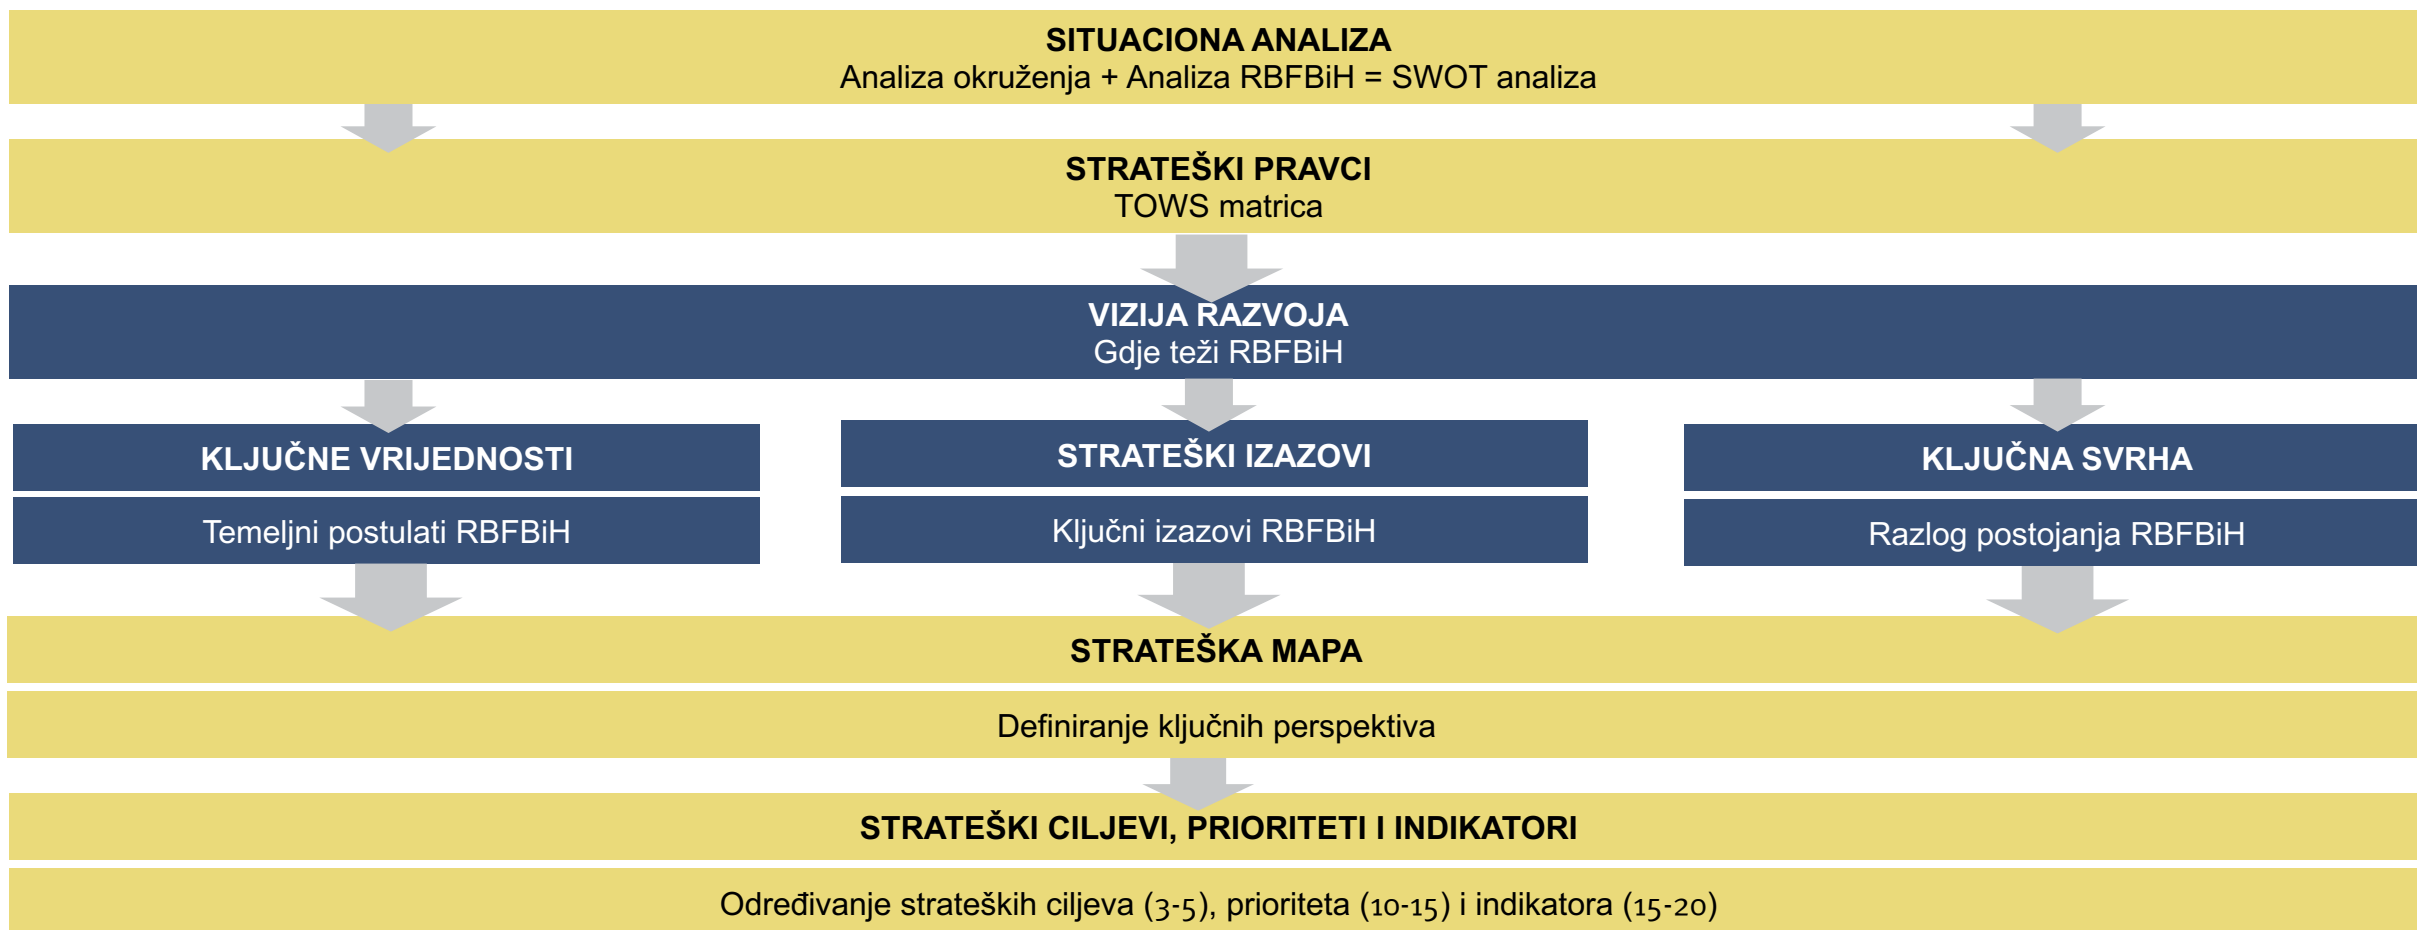 SITUACIONA ANALIZA
Analiza okruženja + Analiza RBFBiH = SWOT analiza
STRATEŠKI PRAVCI
TOWS matrica
VIZIJA RAZVOJA
Gdje teži RBFBiH
KLJUČNE VRIJEDNOSTI
Temeljni postulati RBFBiH
STRATEŠKI IZAZOVI
Ključni izazovi RBFBiH
KLJUČNA SVRHA
Razlog postojanja RBFBiH
STRATEŠKA MAPA
Definiranje ključnih perspektiva
STRATEŠKI CILJEVI, PRIORITETI I INDIKATORI
Određivanje strateških ciljeva (3-5), prioriteta (10-15) i indikatora (15-20)